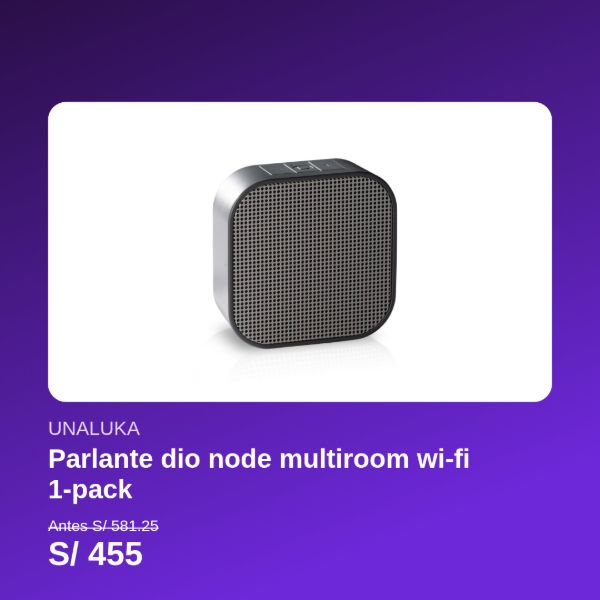 UNALUKA
Parlante dio node multiroom wi-fi
1-pack
Antes S/ 581.25
S/ 455